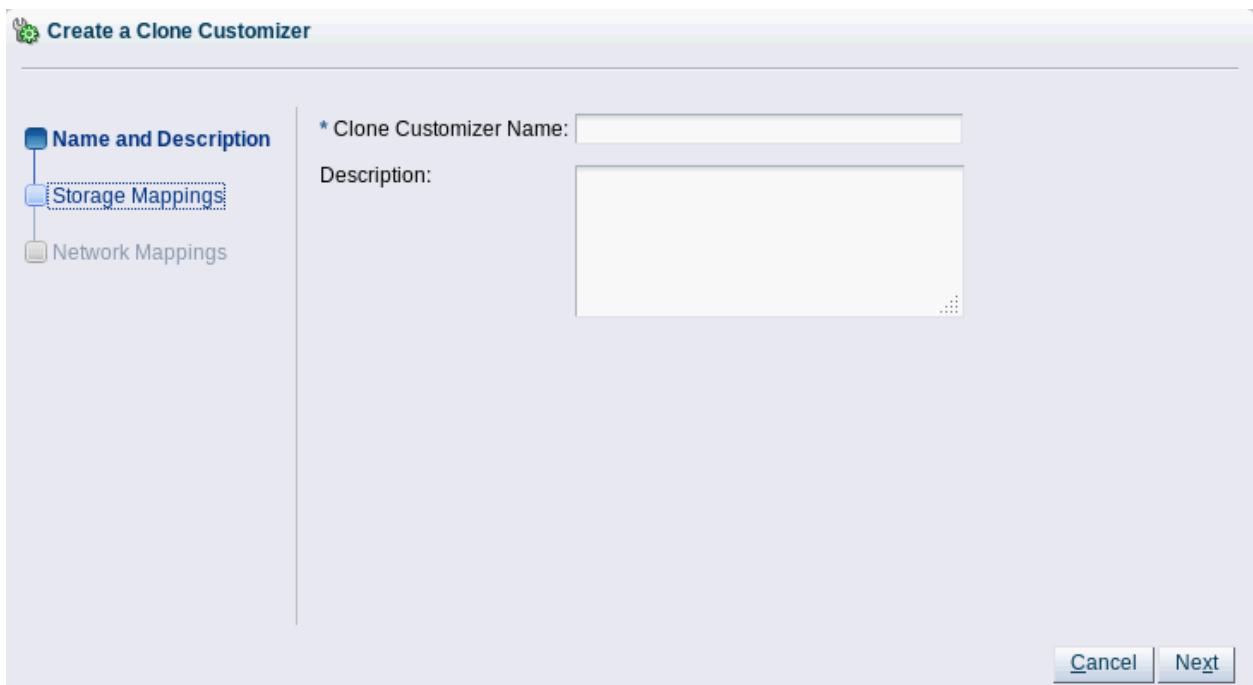 Create a Clone Customizer
Name and Description
Storage Mappings
Network Mappings
* Clone Customizer Name:
Description:
Cancel
Next